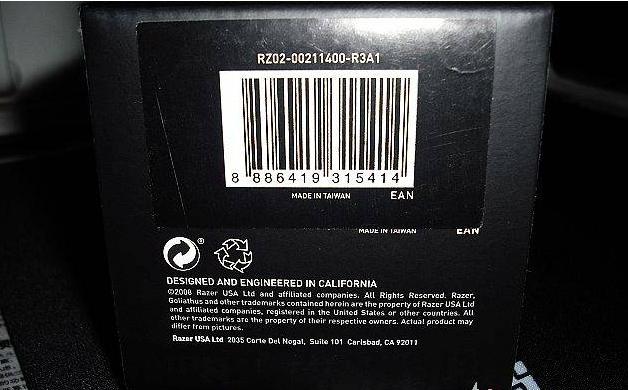 RZ02-00211400-R3A1
8 886419 315414
MADE IN TAIWAN EAN
MADE IN TAIWAN EAN
®
DESIGNED AND ENGINEERED IN CALIFORNIA
©2008 Razer USA Ltd and affiliated companies. All Rights Reserved. Razer,
Goliathus and other trademarks contained herein are the property of Razer USA Ltd
and affiliated companies, registered in the United States or other countries. All
other trademarks are the property of their respective owners. Actual product may
differ from pictures.
Razer USA Ltd 2035 Corte Del Nogal, Suite 101 Carlsbad, CA 92011